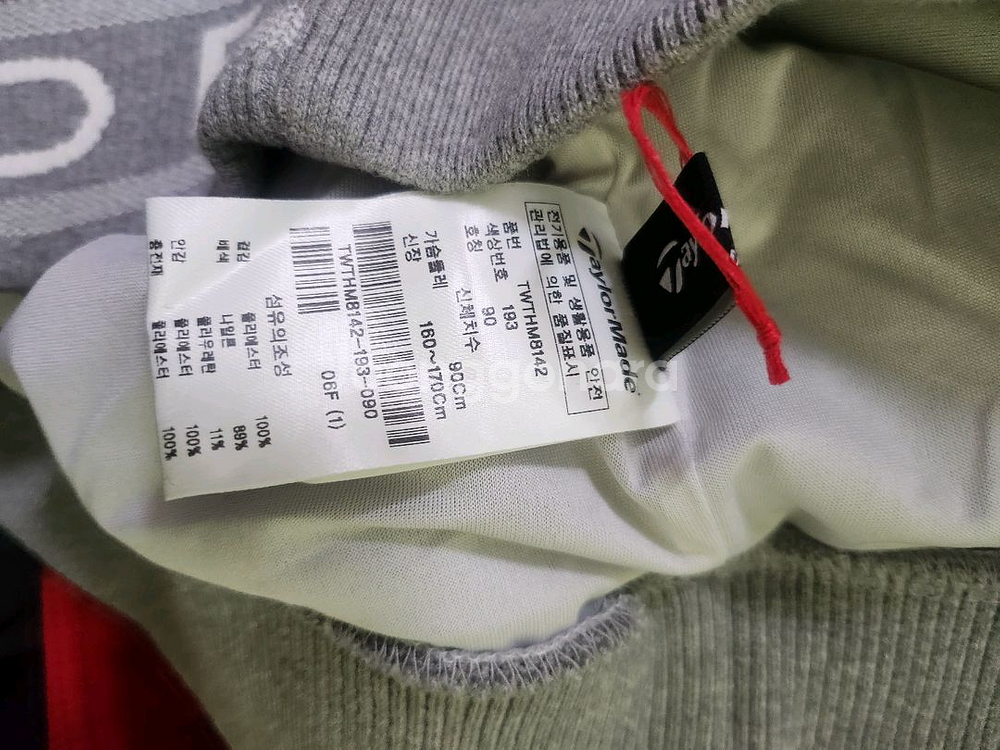 TaylorMade
전기용품 및 생활용품 안전
관리법에 의한 품질표시
품번 TWTHM8142
색상번호 193
호칭 90
신체치수
가슴둘레 90Cm
신장 160~170Cm
TWTHM8142-193-090
06F (1)
섬유의조성
겉감 폴리에스터 100%
배색 나일론 89%
폴리우레탄 11%
안감 폴리에스터 100%
충전재 폴리에스터 100%